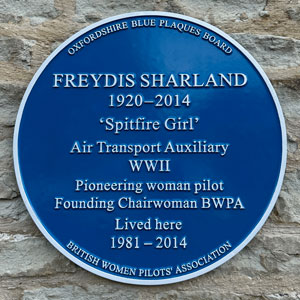 OXFORDSHIRE BLUE PLAQUES BOARD
FREYDIS SHARLAND
1920–2014
‘Spitfire Girl’
Air Transport Auxiliary
WWII
Pioneering woman pilot
Founding Chairwoman BWPA
Lived here
1981 – 2014
BRITISH WOMEN PILOTS' ASSOCIATION